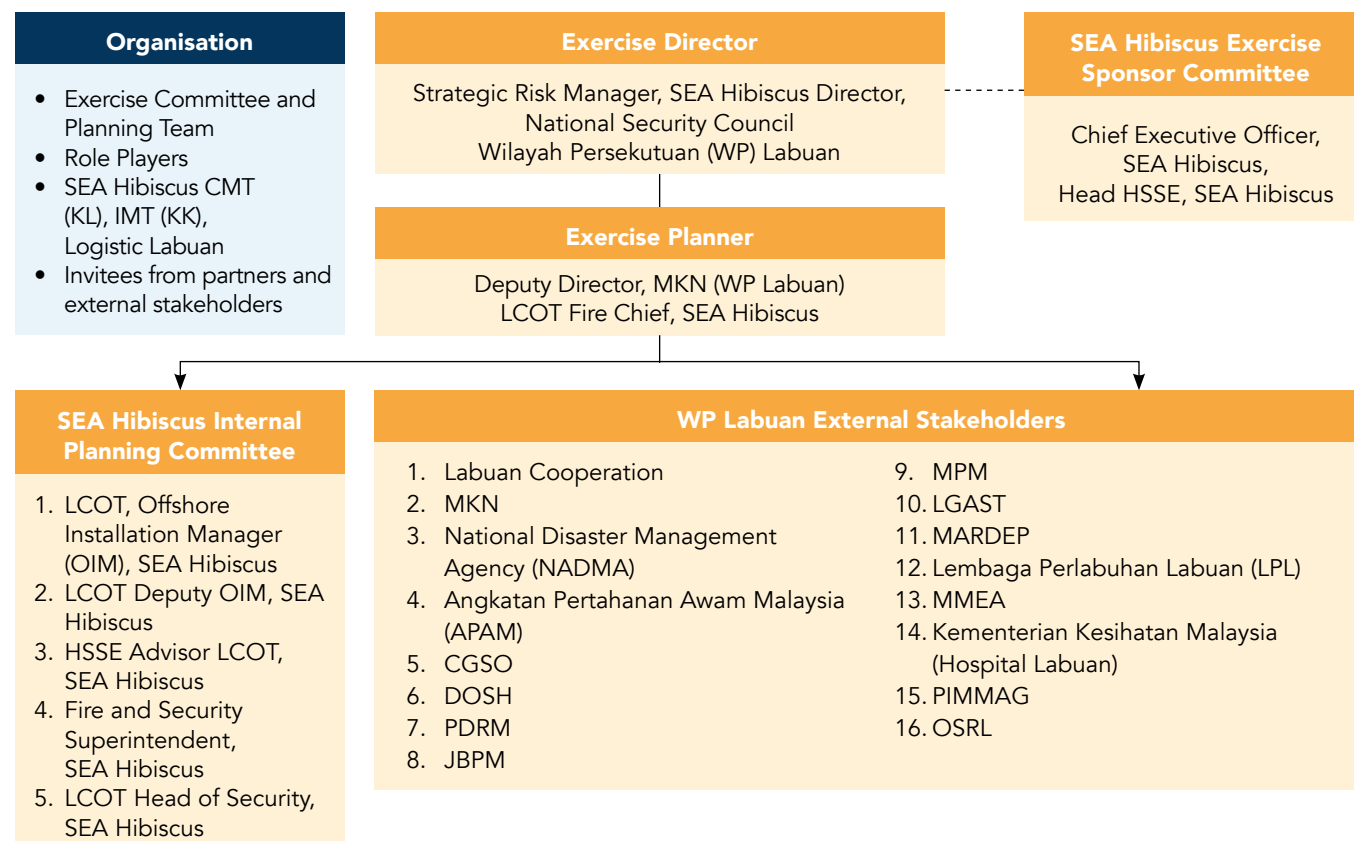 Organisation
• Exercise Committee and
Planning Team
• Role Players
• SEA Hibiscus CMT
(KL), IMT (KK),
Logistic Labuan
• Invitees from partners and
external stakeholders
Exercise Director
Strategic Risk Manager, SEA Hibiscus Director,
National Security Council
Wilayah Persekutuan (WP) Labuan
SEA Hibiscus Exercise
Sponsor Committee
Chief Executive Officer,
SEA Hibiscus,
Head HSSE, SEA Hibiscus
Exercise Planner
Deputy Director, MKN (WP Labuan)
LCOT Fire Chief, SEA Hibiscus
SEA Hibiscus Internal
Planning Committee
1. LCOT, Offshore
Installation Manager
(OIM), SEA Hibiscus
2. LCOT Deputy OIM, SEA
Hibiscus
3. HSSE Advisor LCOT,
SEA Hibiscus
4. Fire and Security
Superintendent,
SEA Hibiscus
5. LCOT Head of Security,
SEA Hibiscus
WP Labuan External Stakeholders
1. Labuan Cooperation
2. MKN
3. National Disaster Management
Agency (NADMA)
4. Angkatan Pertahanan Awam Malaysia
(APAM)
5. CGSO
6. DOSH
7. PDRM
8. JBPM
9. MPM
10. LGAST
11. MARDEP
12. Lembaga Perlabuhan Labuan (LPL)
13. MMEA
14. Kementerian Kesihatan Malaysia
(Hospital Labuan)
15. PIMMAG
16. OSRL